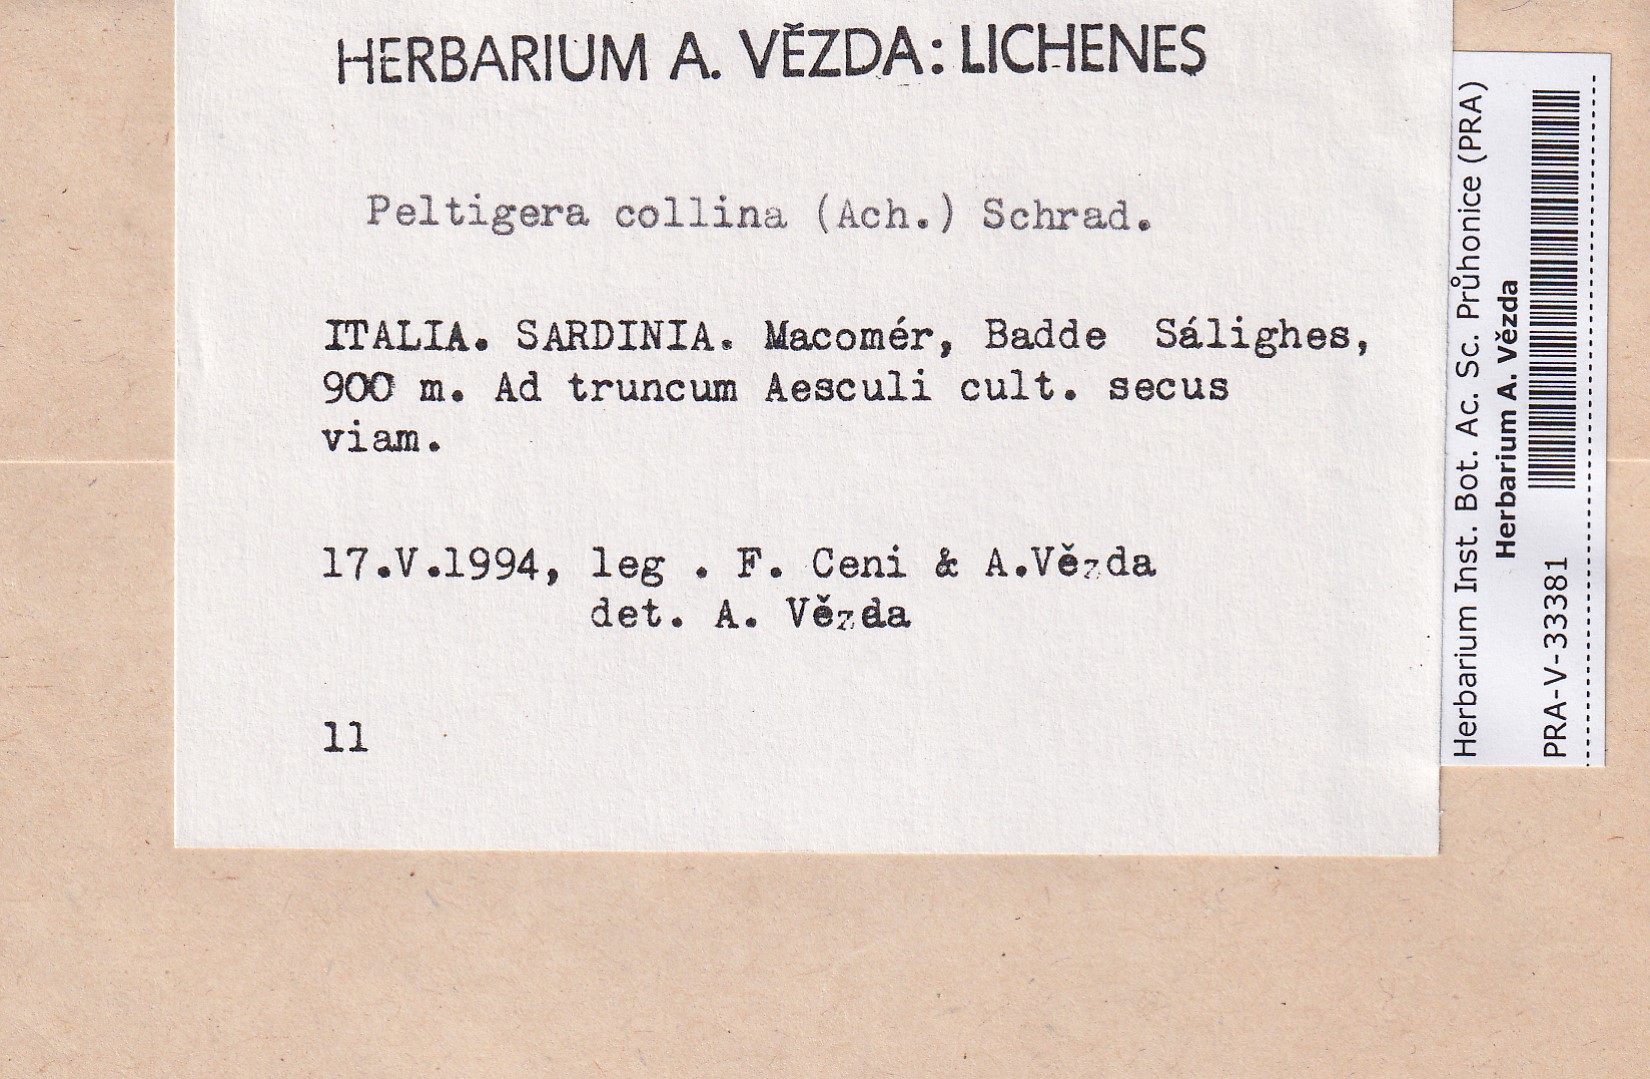 HERBARIUM A. VĚZDA: LICHENES
Peltigera collina (Ach.) Schrad.
ITALIA. SARDINIA. Macomér, Badde Sálighes,
900 m. Ad truncum Aesculi cult. secus
viam.
17.V.1994, leg . F. Ceni & A.Vězda
det. A. Vězda
11
Herbarium Inst. Bot. Ac. Sc. Průhonice (PRA)
Herbarium A. Vězda
PRA-V-33381